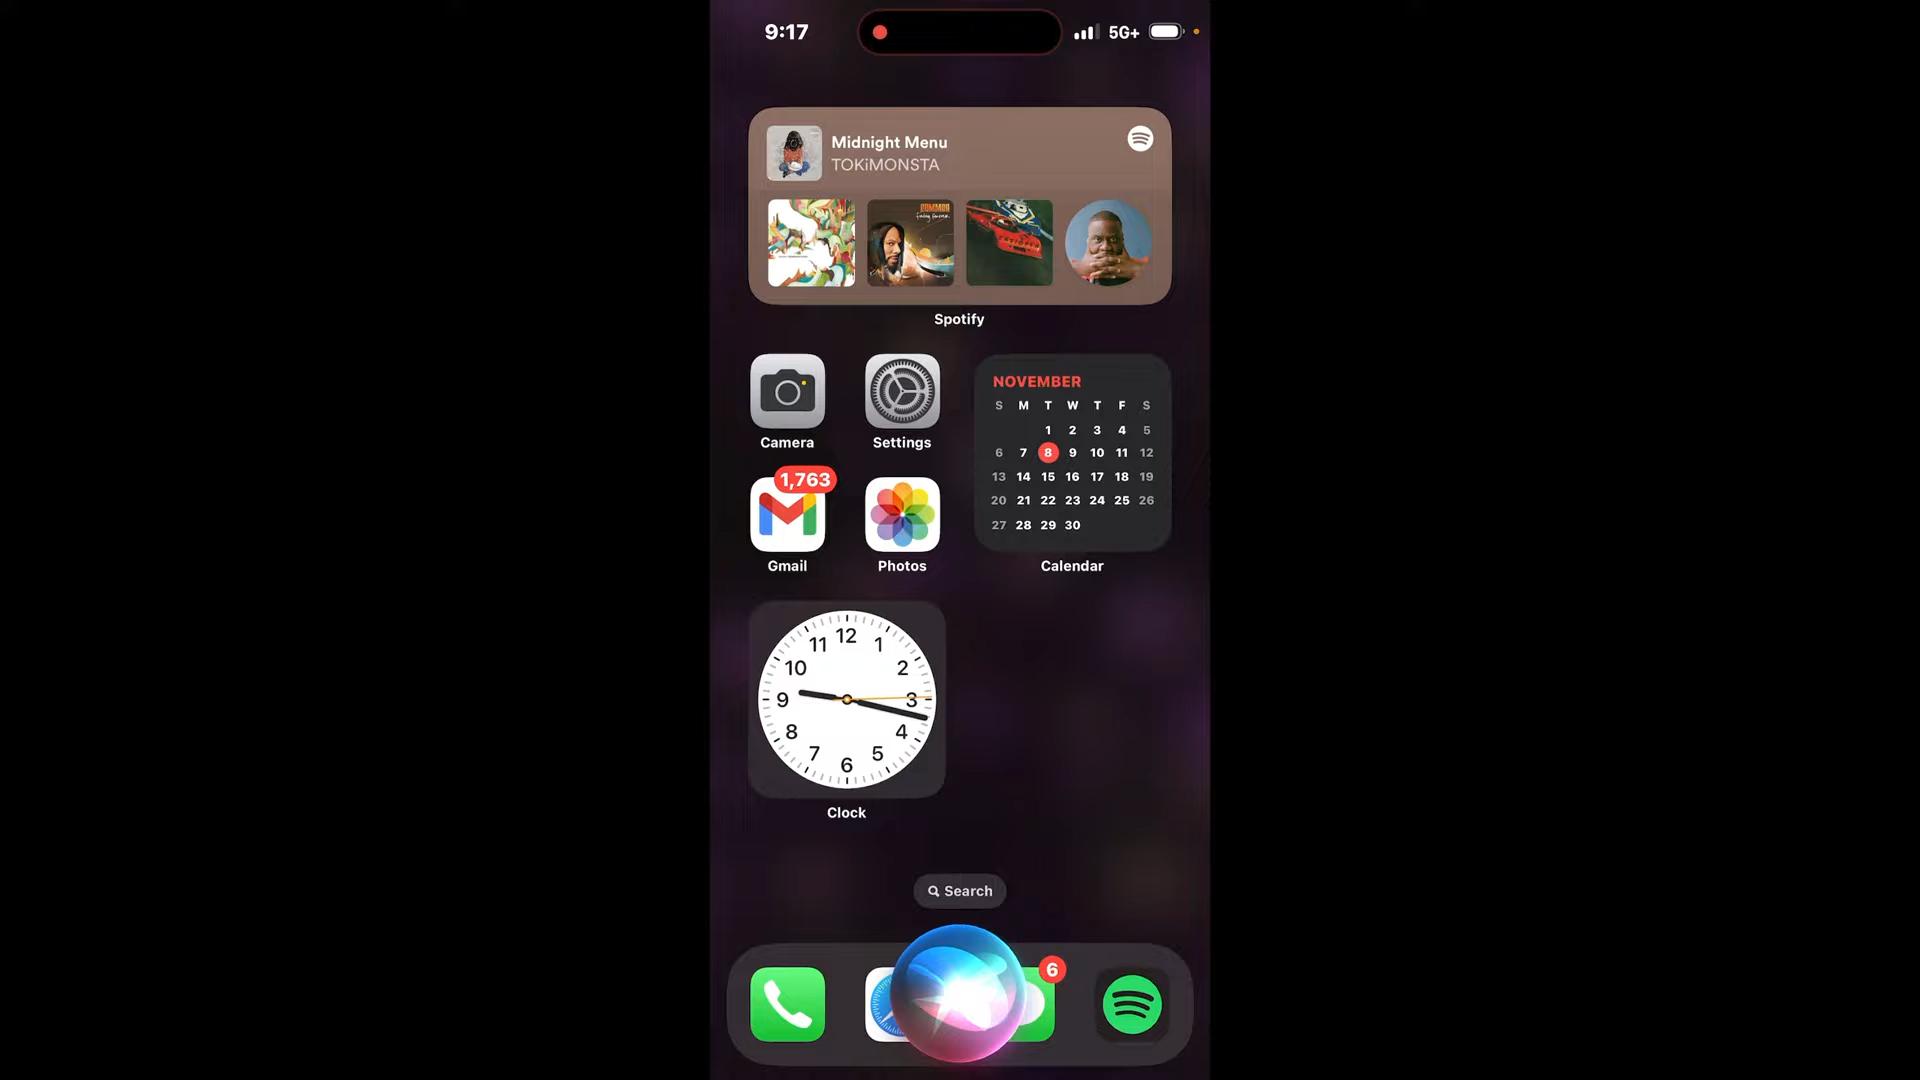 9:17
5G+
Midnight Menu
TOKiMONSTA
COMMON
Spotify
Camera
Settings
NOVEMBER
S M T W T F S
1 2 3 4 5
6 7 8 9 10 11 12
13 14 15 16 17 18 19
20 21 22 23 24 25 26
27 28 29 30
1,763
Gmail
Photos
Calendar
12
11 1
10 2
9 3
8 4
7 5
6
Clock
Search
6